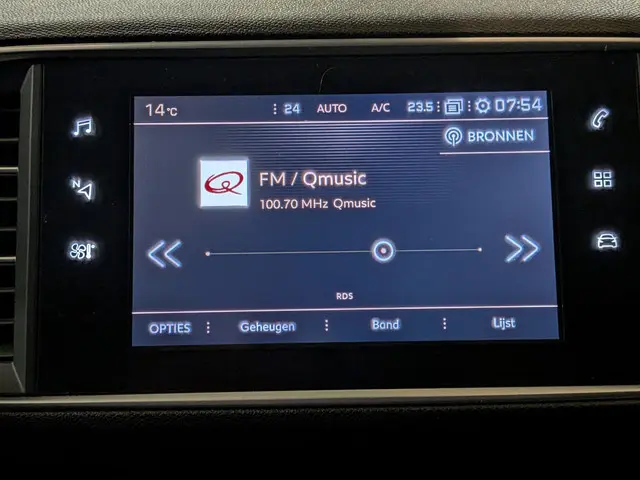 14°C 24 AUTO A/C 23.5 07:54
BRONNEN
Q FM / Qmusic
100.70 MHz Qmusic
N
RDS
OPTIES Geheugen Band Lijst